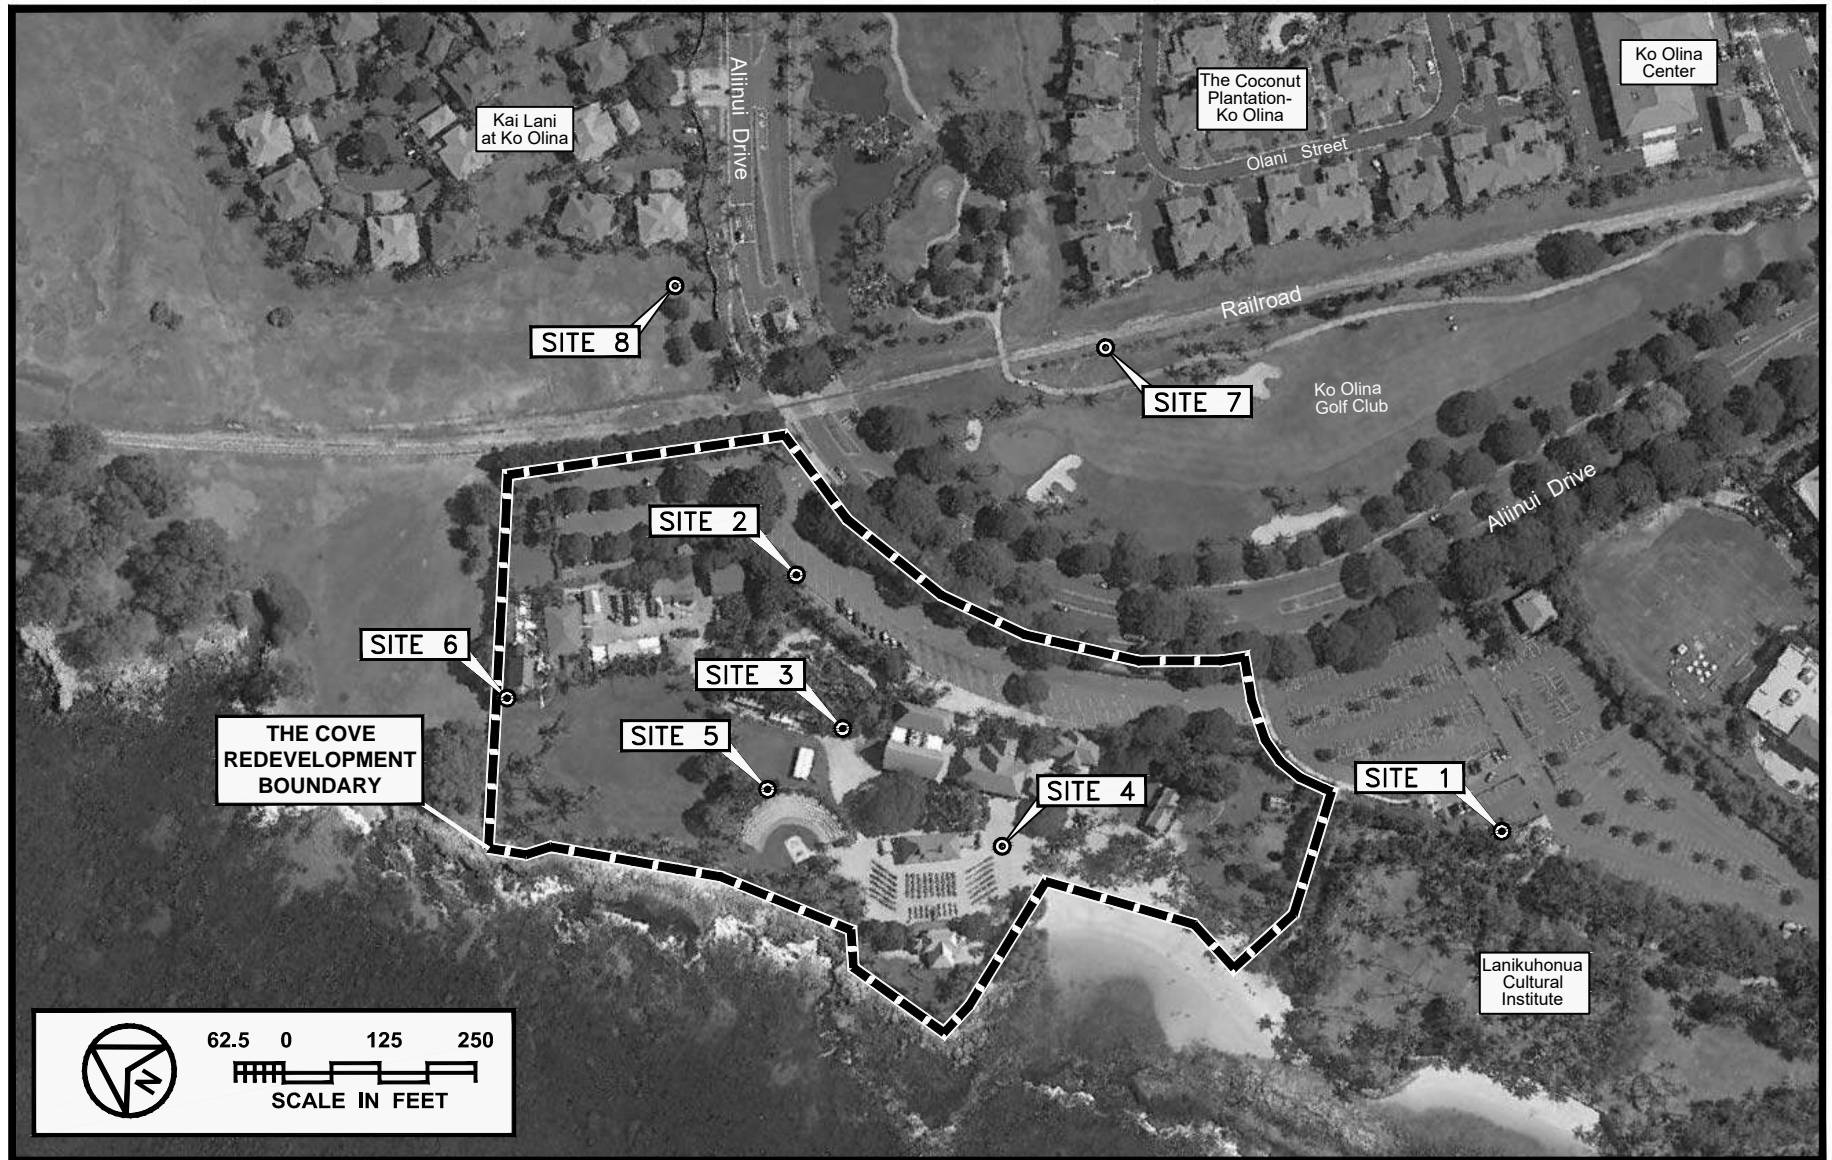 Ko Olina
Center
The Coconut
Plantation-
Ko Olina
Kai Lani
at Ko Olina
Aliinui Drive
Olani Street
Railroad
SITE 8
SITE 7
Ko Olina
Golf Club
Aliinui Drive
SITE 2
SITE 6
SITE 3
SITE 5
THE COVE
REDEVELOPMENT
BOUNDARY
SITE 4
SITE 1
Lanikuhonua
Cultural
Institute
N
62.5 0 125 250
SCALE IN FEET